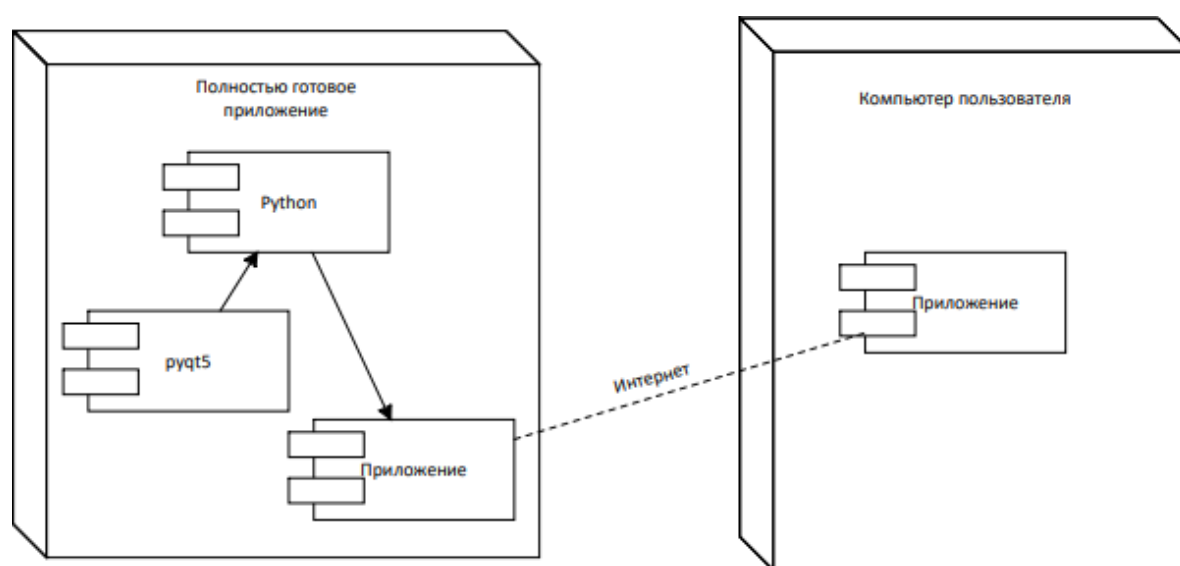 Полностью готовое
приложение
Компьютер пользователя
Python
Приложение
pyqt5
Интернет
Приложение